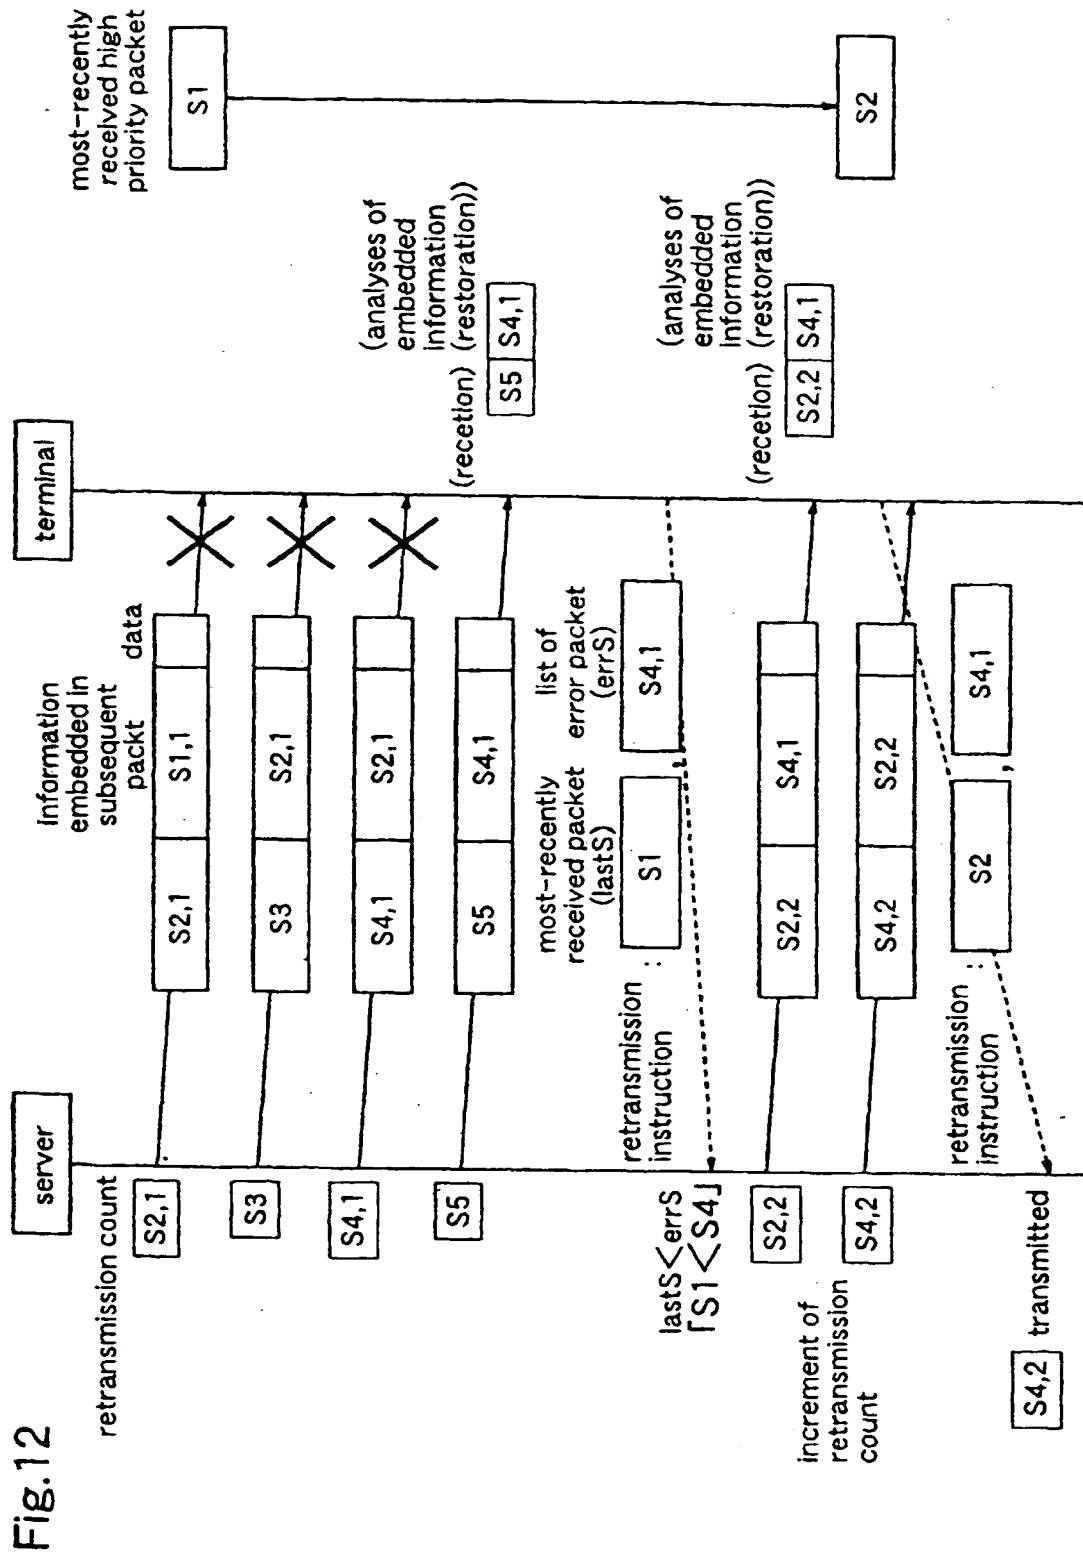 Fig.12
server
terminal
most-recently
received high
priority packet
S1
retransmission count
Information
embedded in
subsequent
packt
data
S2,1
S2,1
S1,1
S3
S3
S2,1
S4,1
S4,1
S2,1
S5
S5
S4,1
(analyses of
embedded
information
(recetion) (restoration))
S5
S4,1
most-recently
received packet
(lastS)
list of
error packet
(errS)
retransmission
instruction
:
S1
,
S4,1
lastS<errS
「S1<S4」
S2,2
S2,2
S4,1
(analyses of
embedded
information
(recetion) (restoration))
S2,2
S4,1
S2
increment of
retransmission
count
S4,2
S4,2
S2,2
retransmission
instruction
:
S2
,
S4,1
S4,2
transmitted